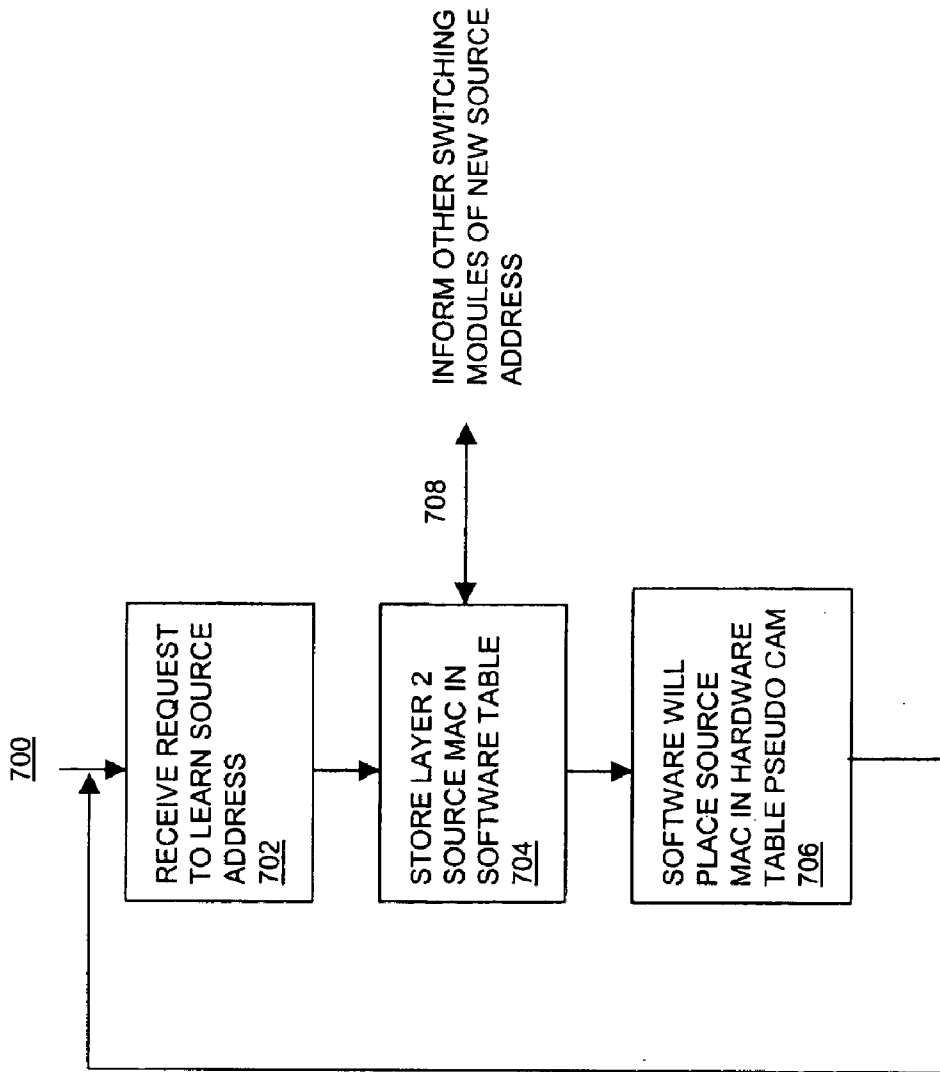 700
RECEIVE REQUEST
TO LEARN SOURCE
ADDRESS
702
STORE LAYER 2
SOURCE MAC IN
SOFTWARE TABLE
704
708
INFORM OTHER SWITCHING
MODULES OF NEW SOURCE
ADDRESS
SOFTWARE WILL
PLACE SOURCE
MAC IN HARDWARE
TABLE PSEUDO CAM
706